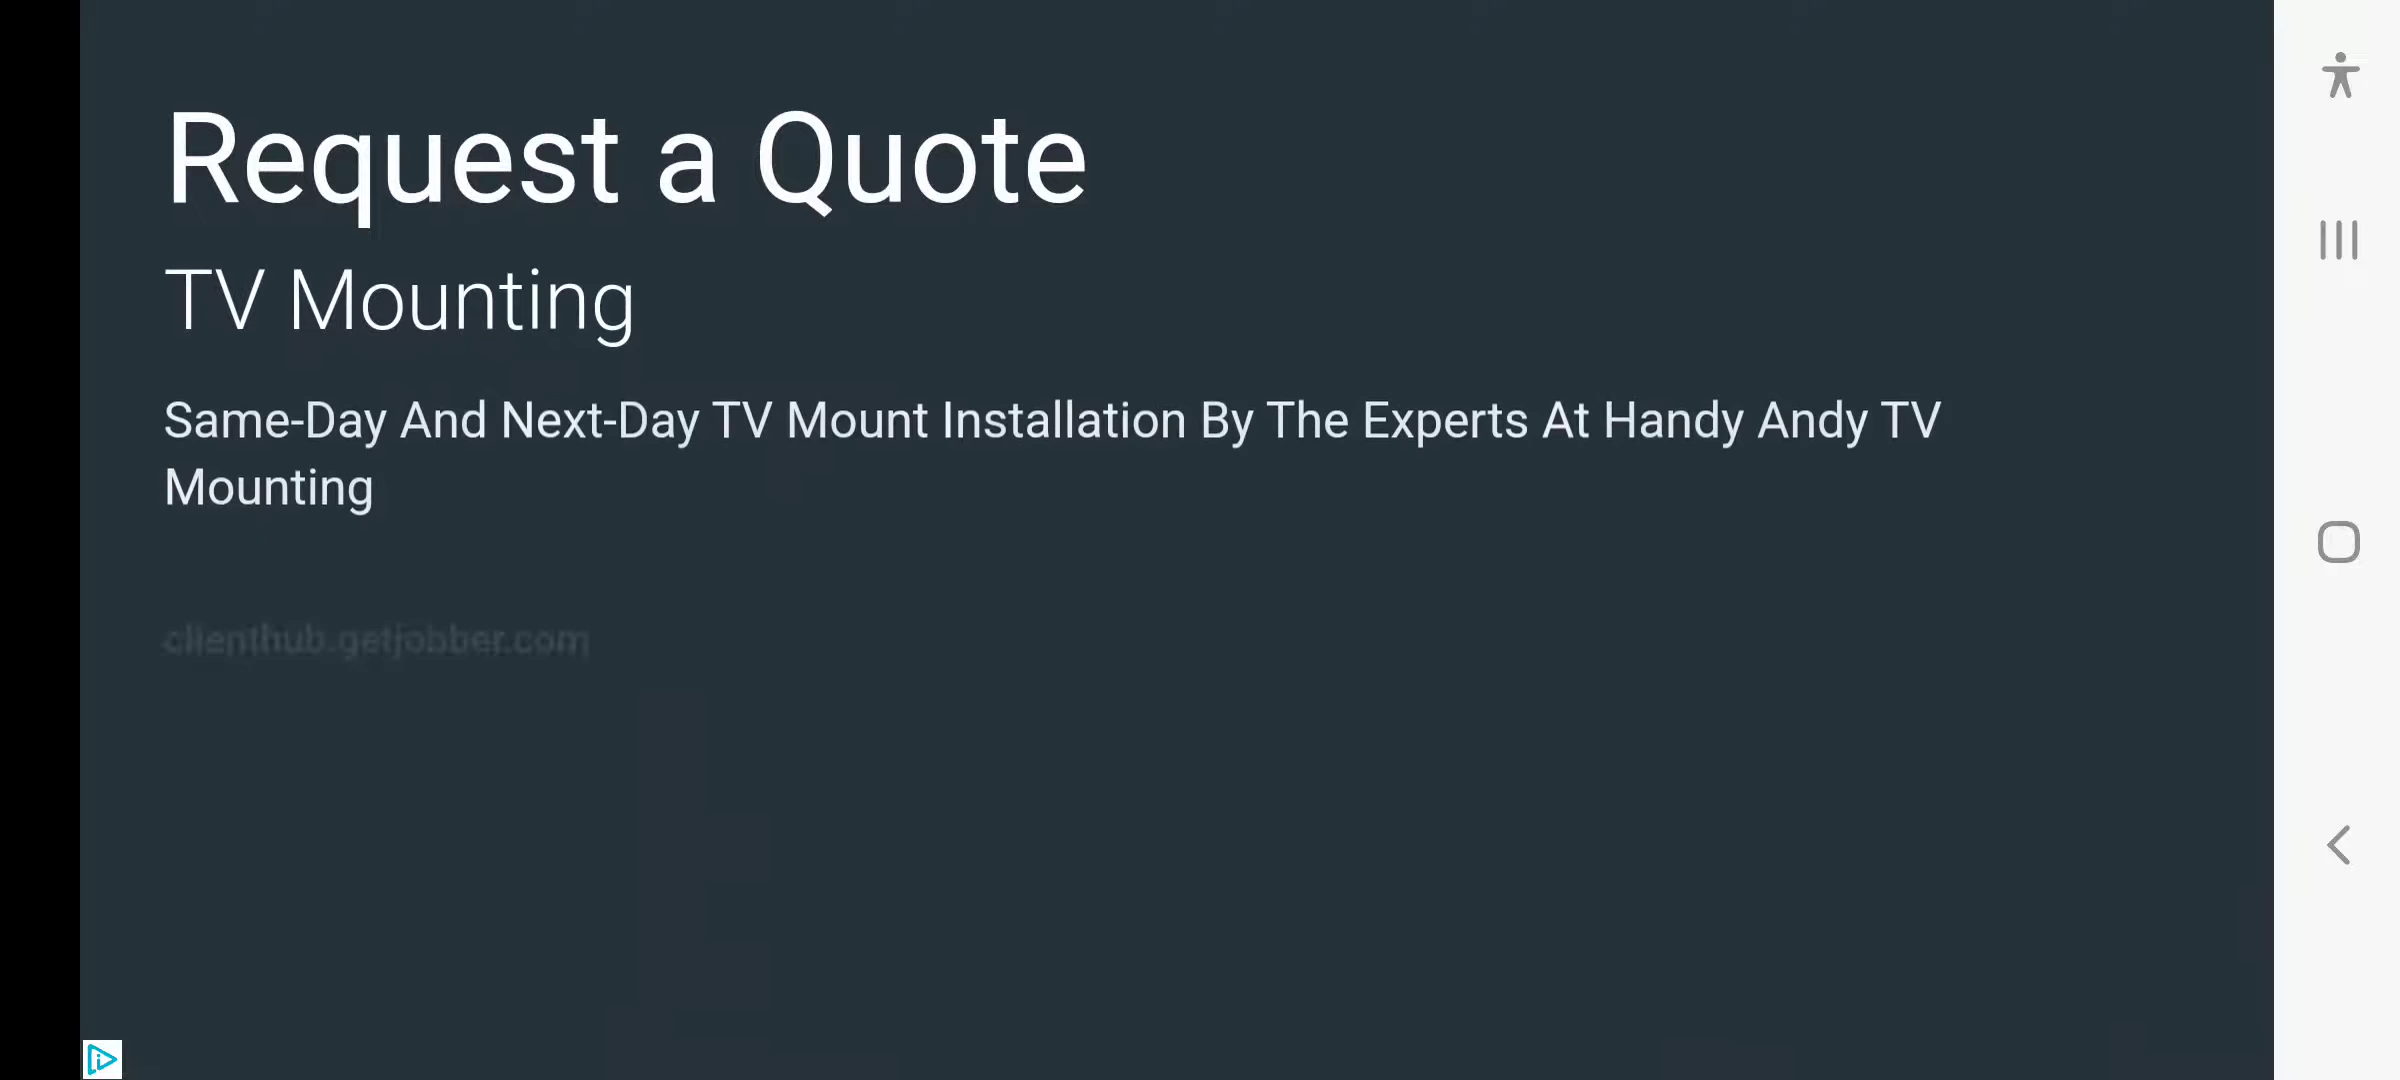 Request a Quote
TV Mounting
Same-Day And Next-Day TV Mount Installation By The Experts At Handy Andy TV
Mounting
clienthub.getjobber.com